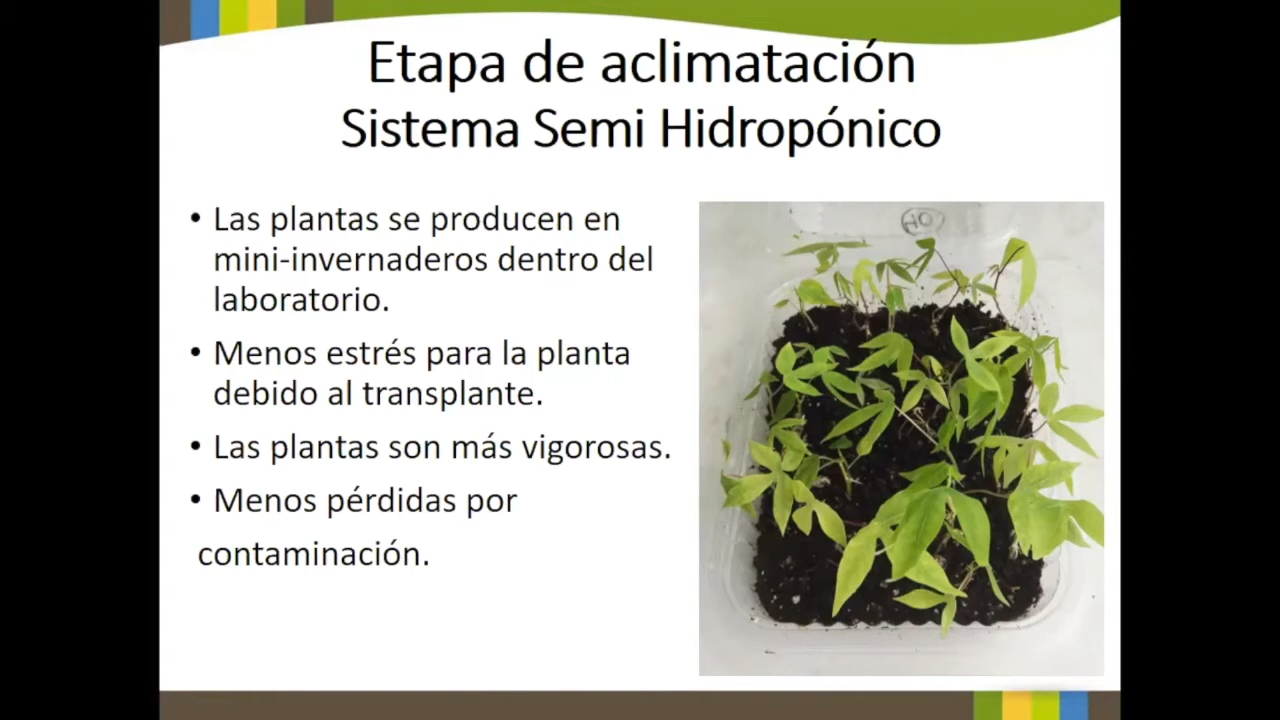 Etapa de aclimatación
Sistema Semi Hidropónico
• Las plantas se producen en
mini-invernaderos dentro del
laboratorio.
• Menos estrés para la planta
debido al transplante.
• Las plantas son más vigorosas.
• Menos pérdidas por
contaminación.